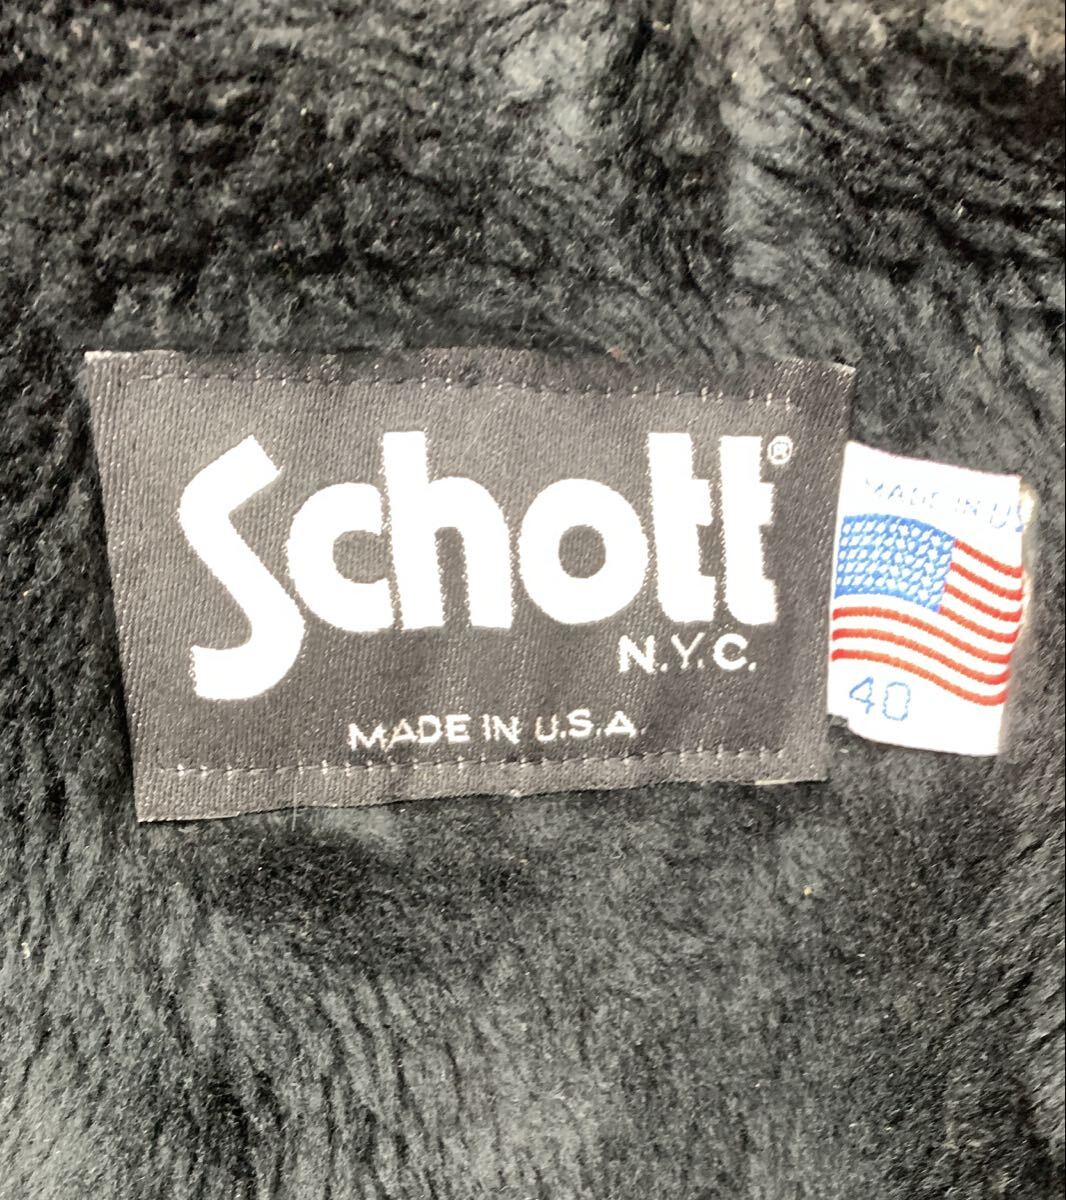 Schott®
N.Y.C.
MADE IN U.S.A.
MADE IN US
40